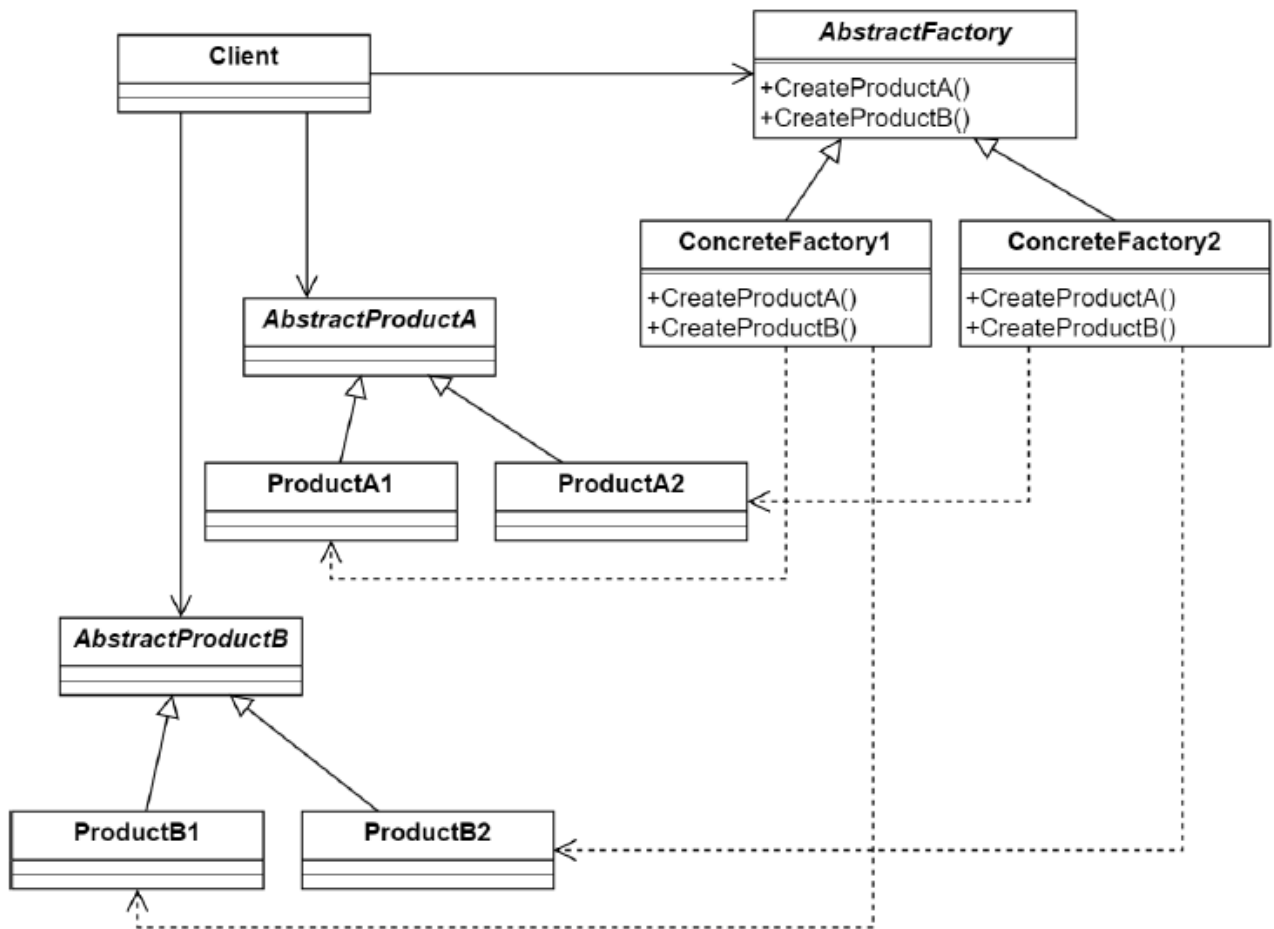 AbstractFactory
Client
+CreateProductA()
+CreateProductB()
ConcreteFactory1
ConcreteFactory2
+CreateProductA()
+CreateProductB()
+CreateProductA()
+CreateProductB()
AbstractProductA
ProductA1
ProductA2
AbstractProductB
ProductB1
ProductB2